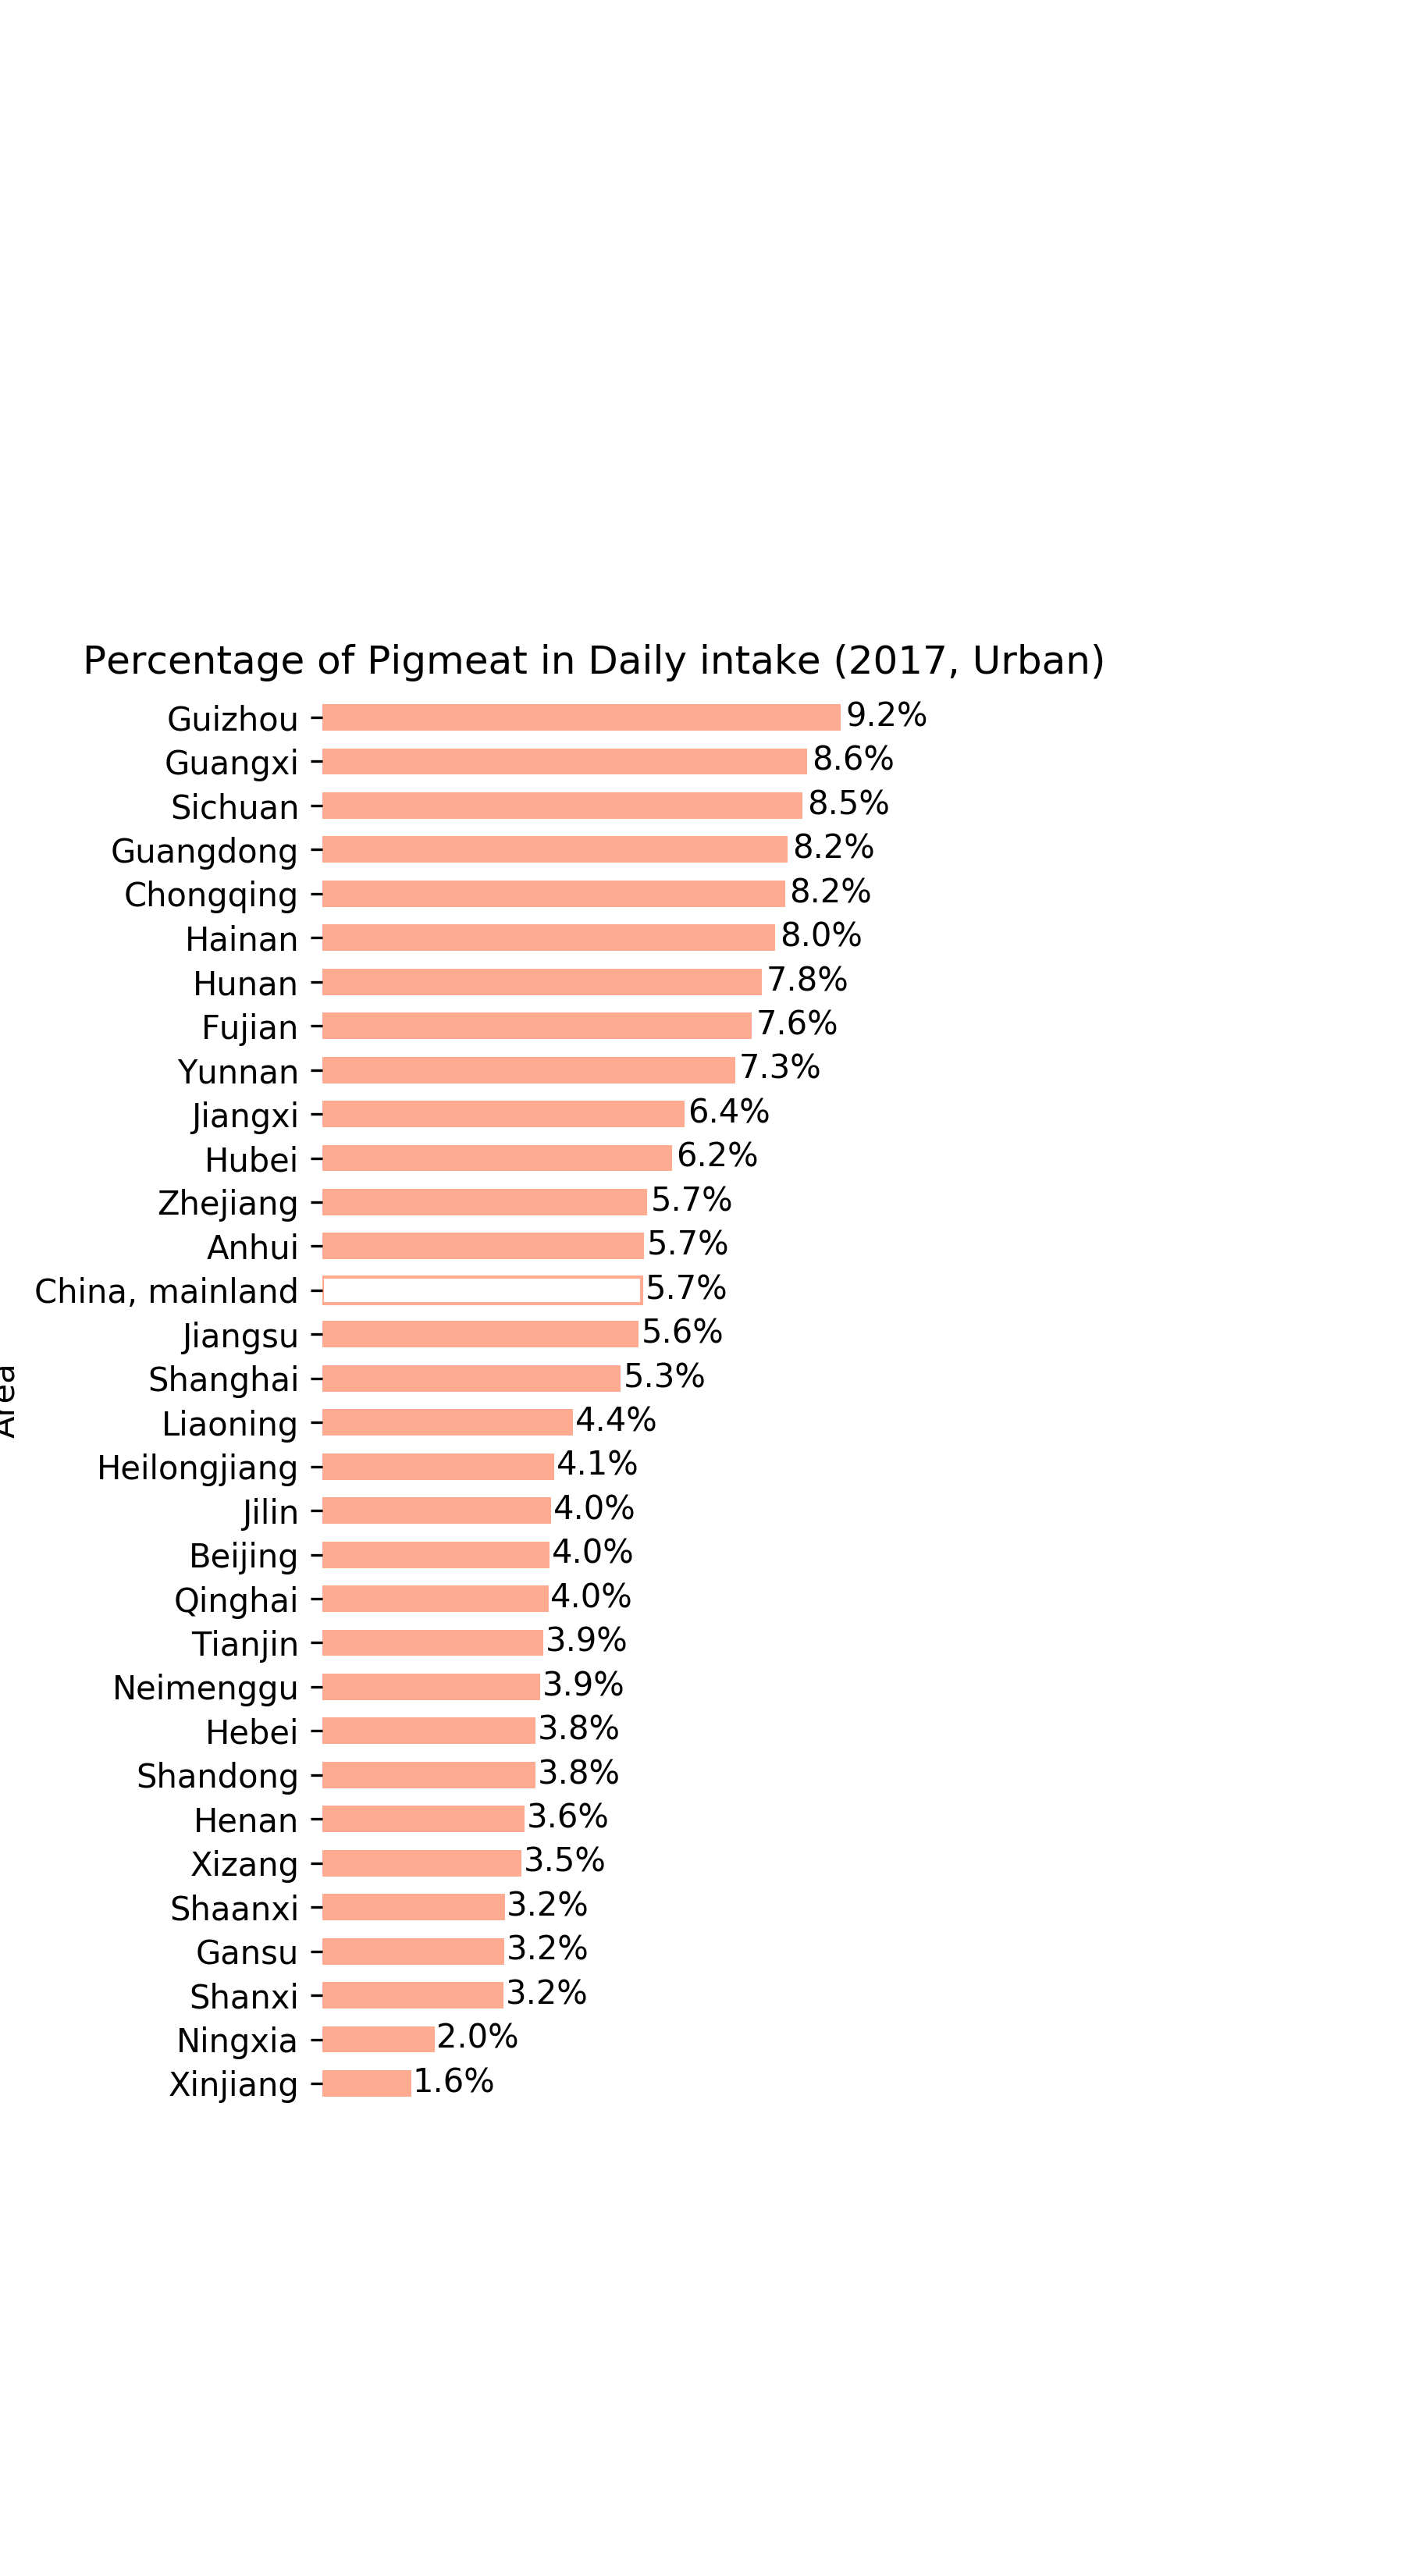 Percentage of Pigmeat in Daily intake (2017, Urban)
Guizhou 9.2%
Guangxi 8.6%
Sichuan 8.5%
Guangdong 8.2%
Chongqing 8.2%
Hainan 8.0%
Hunan 7.8%
Fujian 7.6%
Yunnan 7.3%
Jiangxi 6.4%
Hubei 6.2%
Zhejiang 5.7%
Anhui 5.7%
China, mainland 5.7%
Jiangsu 5.6%
Shanghai 5.3%
Area
Liaoning 4.4%
Heilongjiang 4.1%
Jilin 4.0%
Beijing 4.0%
Qinghai 4.0%
Tianjin 3.9%
Neimenggu 3.9%
Hebei 3.8%
Shandong 3.8%
Henan 3.6%
Xizang 3.5%
Shaanxi 3.2%
Gansu 3.2%
Shanxi 3.2%
Ningxia 2.0%
Xinjiang 1.6%